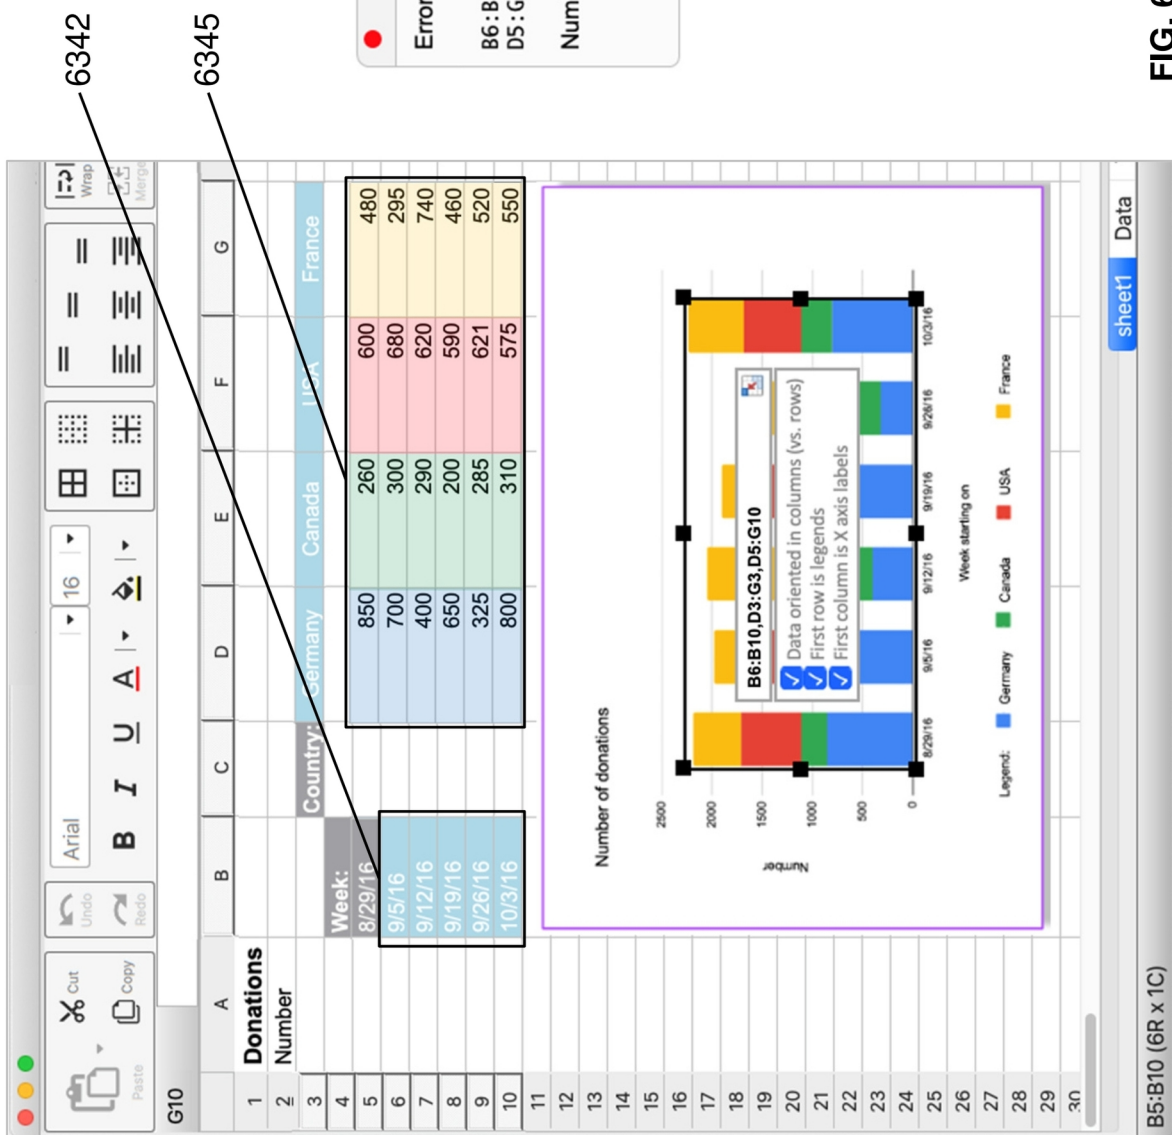 6342
6345
Paste
Cut
Copy
Undo
Redo
Arial 16
B I U A
Wrap
Merge
G10
A B C D E F G
1 Donations
2 Number
3 Country: Germany Canada USA France
4 Week:
5 8/29/16 850 260 600 480
6 9/5/16 700 300 680 295
7 9/12/16 400 290 620 740
8 9/19/16 650 200 590 460
9 9/26/16 325 285 621 520
10 10/3/16 800 310 575 550
11
12
13
14
15
16
17
18
19
20
21
22
23
24
25
26
27
28
29
30
Number of donations
Number
2500
2000
1500
1000
500
0
B6:B10,D3:G3,D5:G10
Data oriented in columns (vs. rows)
First row is legends
First column is X axis labels
8/29/16 9/5/16 9/12/16 9/19/16 9/26/16 10/3/16
Week starting on
Legend: Germany Canada USA France
sheet1 Data
B5:B10 (6R x 1C)
Error
B6:B
D5:G
Num
FIG. 6